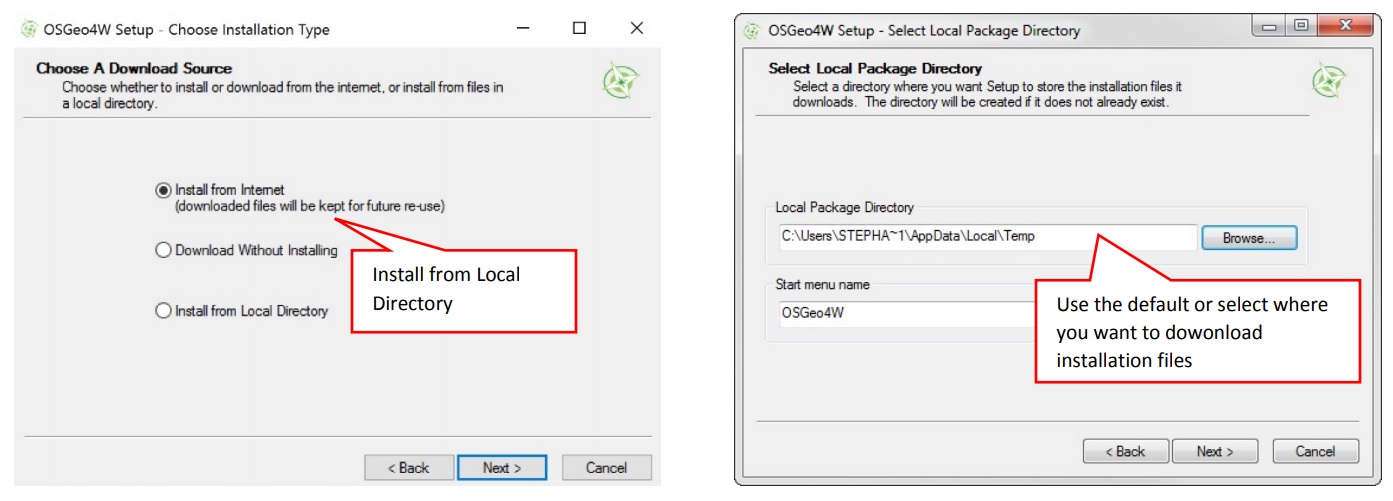 OSGeo4W Setup - Choose Installation Type
Choose A Download Source
Choose whether to install or download from the internet, or install from files in
a local directory.
Install from Internet
(downloaded files will be kept for future re-use)
Download Without Installing
Install from Local Directory
Install from Local
Directory
< Back
Next >
Cancel
OSGeo4W Setup - Select Local Package Directory
Select Local Package Directory
Select a directory where you want Setup to store the installation files it
downloads. The directory will be created if it does not already exist.
Local Package Directory
C:\Users\STEPHA~1\AppData\Local\Temp
Browse...
Start menu name
OSGeo4W
Use the default or select where
you want to dowonload
installation files
< Back
Next >
Cancel